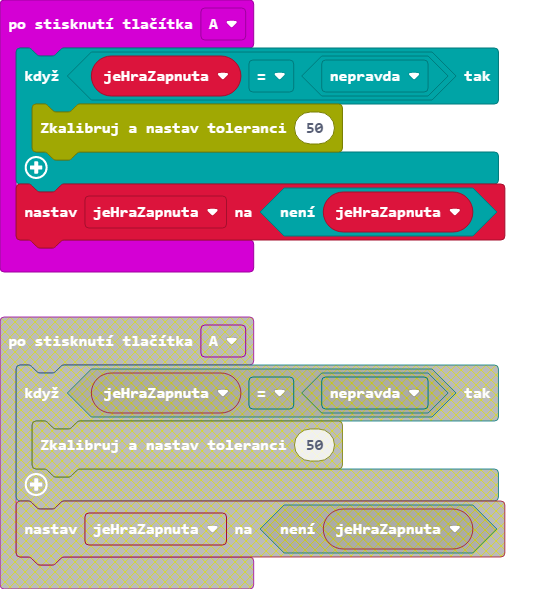 po stisknutí tlačítka A
když jeHraZapnuta = nepravda tak
Zkalibruj a nastav toleranci 50
nastav jeHraZapnuta na není jeHraZapnuta
po stisknutí tlačítka A
když jeHraZapnuta = nepravda tak
Zkalibruj a nastav toleranci 50
nastav jeHraZapnuta na není jeHraZapnuta